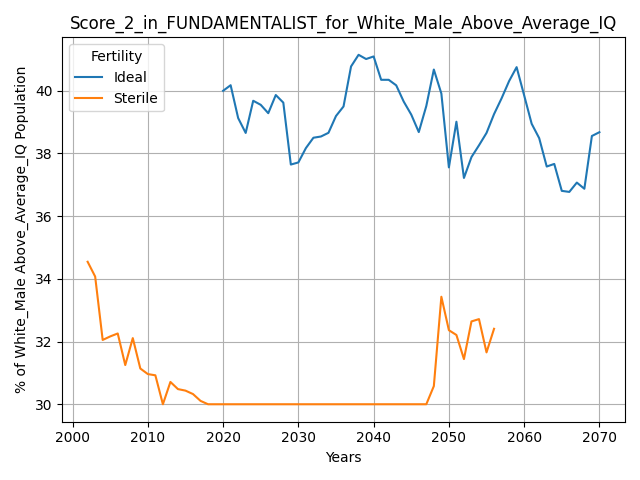 Score_2_in_FUNDAMENTALIST_for_White_Male_Above_Average_IQ
% of White_Male Above_Average_IQ Population
Fertility
Ideal
Sterile
40
38
36
34
32
30
2000 2010 2020 2030 2040 2050 2060 2070
Years